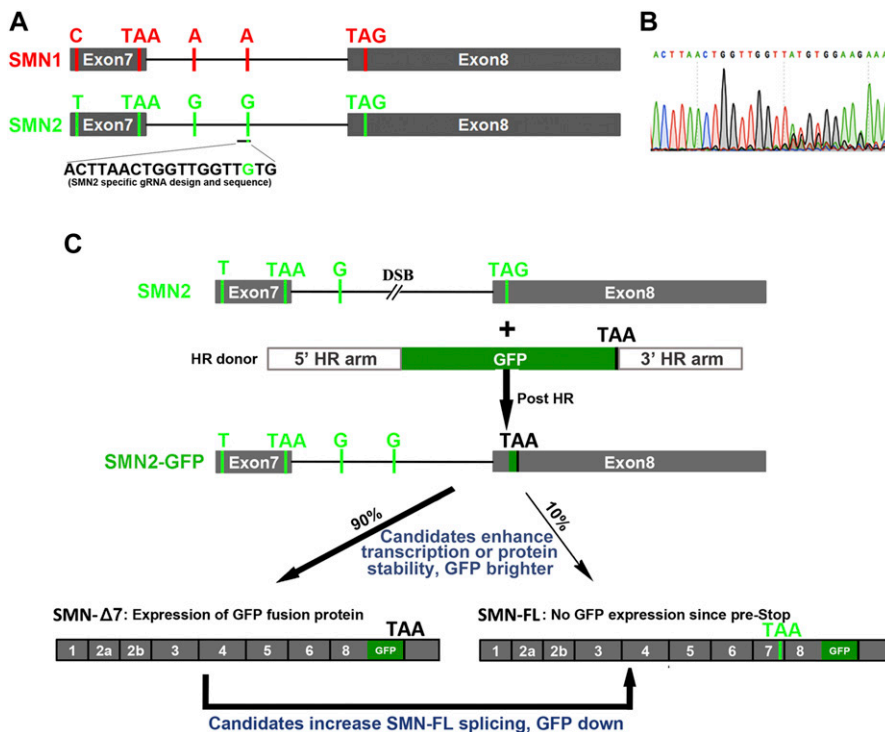 A
C TAA A A TAG
SMN1 Exon7 Exon8
T TAA G G TAG
SMN2 Exon7 Exon8
ACTTAACTGGTTGGTTGTG
(SMN2 specific gRNA design and sequence)
B
ACTTAACTGGTTGGTTATGTGGAAGAAA
C
T TAA G DSB TAG
SMN2 Exon7 Exon8
+ TAA
HR donor 5' HR arm GFP 3' HR arm
Post HR
T TAA G G TAA
SMN2-GFP Exon7 Exon8
90% 10%
Candidates enhance
transcription or protein
stability, GFP brighter
SMN-Δ7: Expression of GFP fusion protein
TAA
1 2a 2b 3 4 5 6 8 GFP
SMN-FL: No GFP expression since pre-Stop
TAA
1 2a 2b 3 4 5 6 7 8 GFP
Candidates increase SMN-FL splicing, GFP down